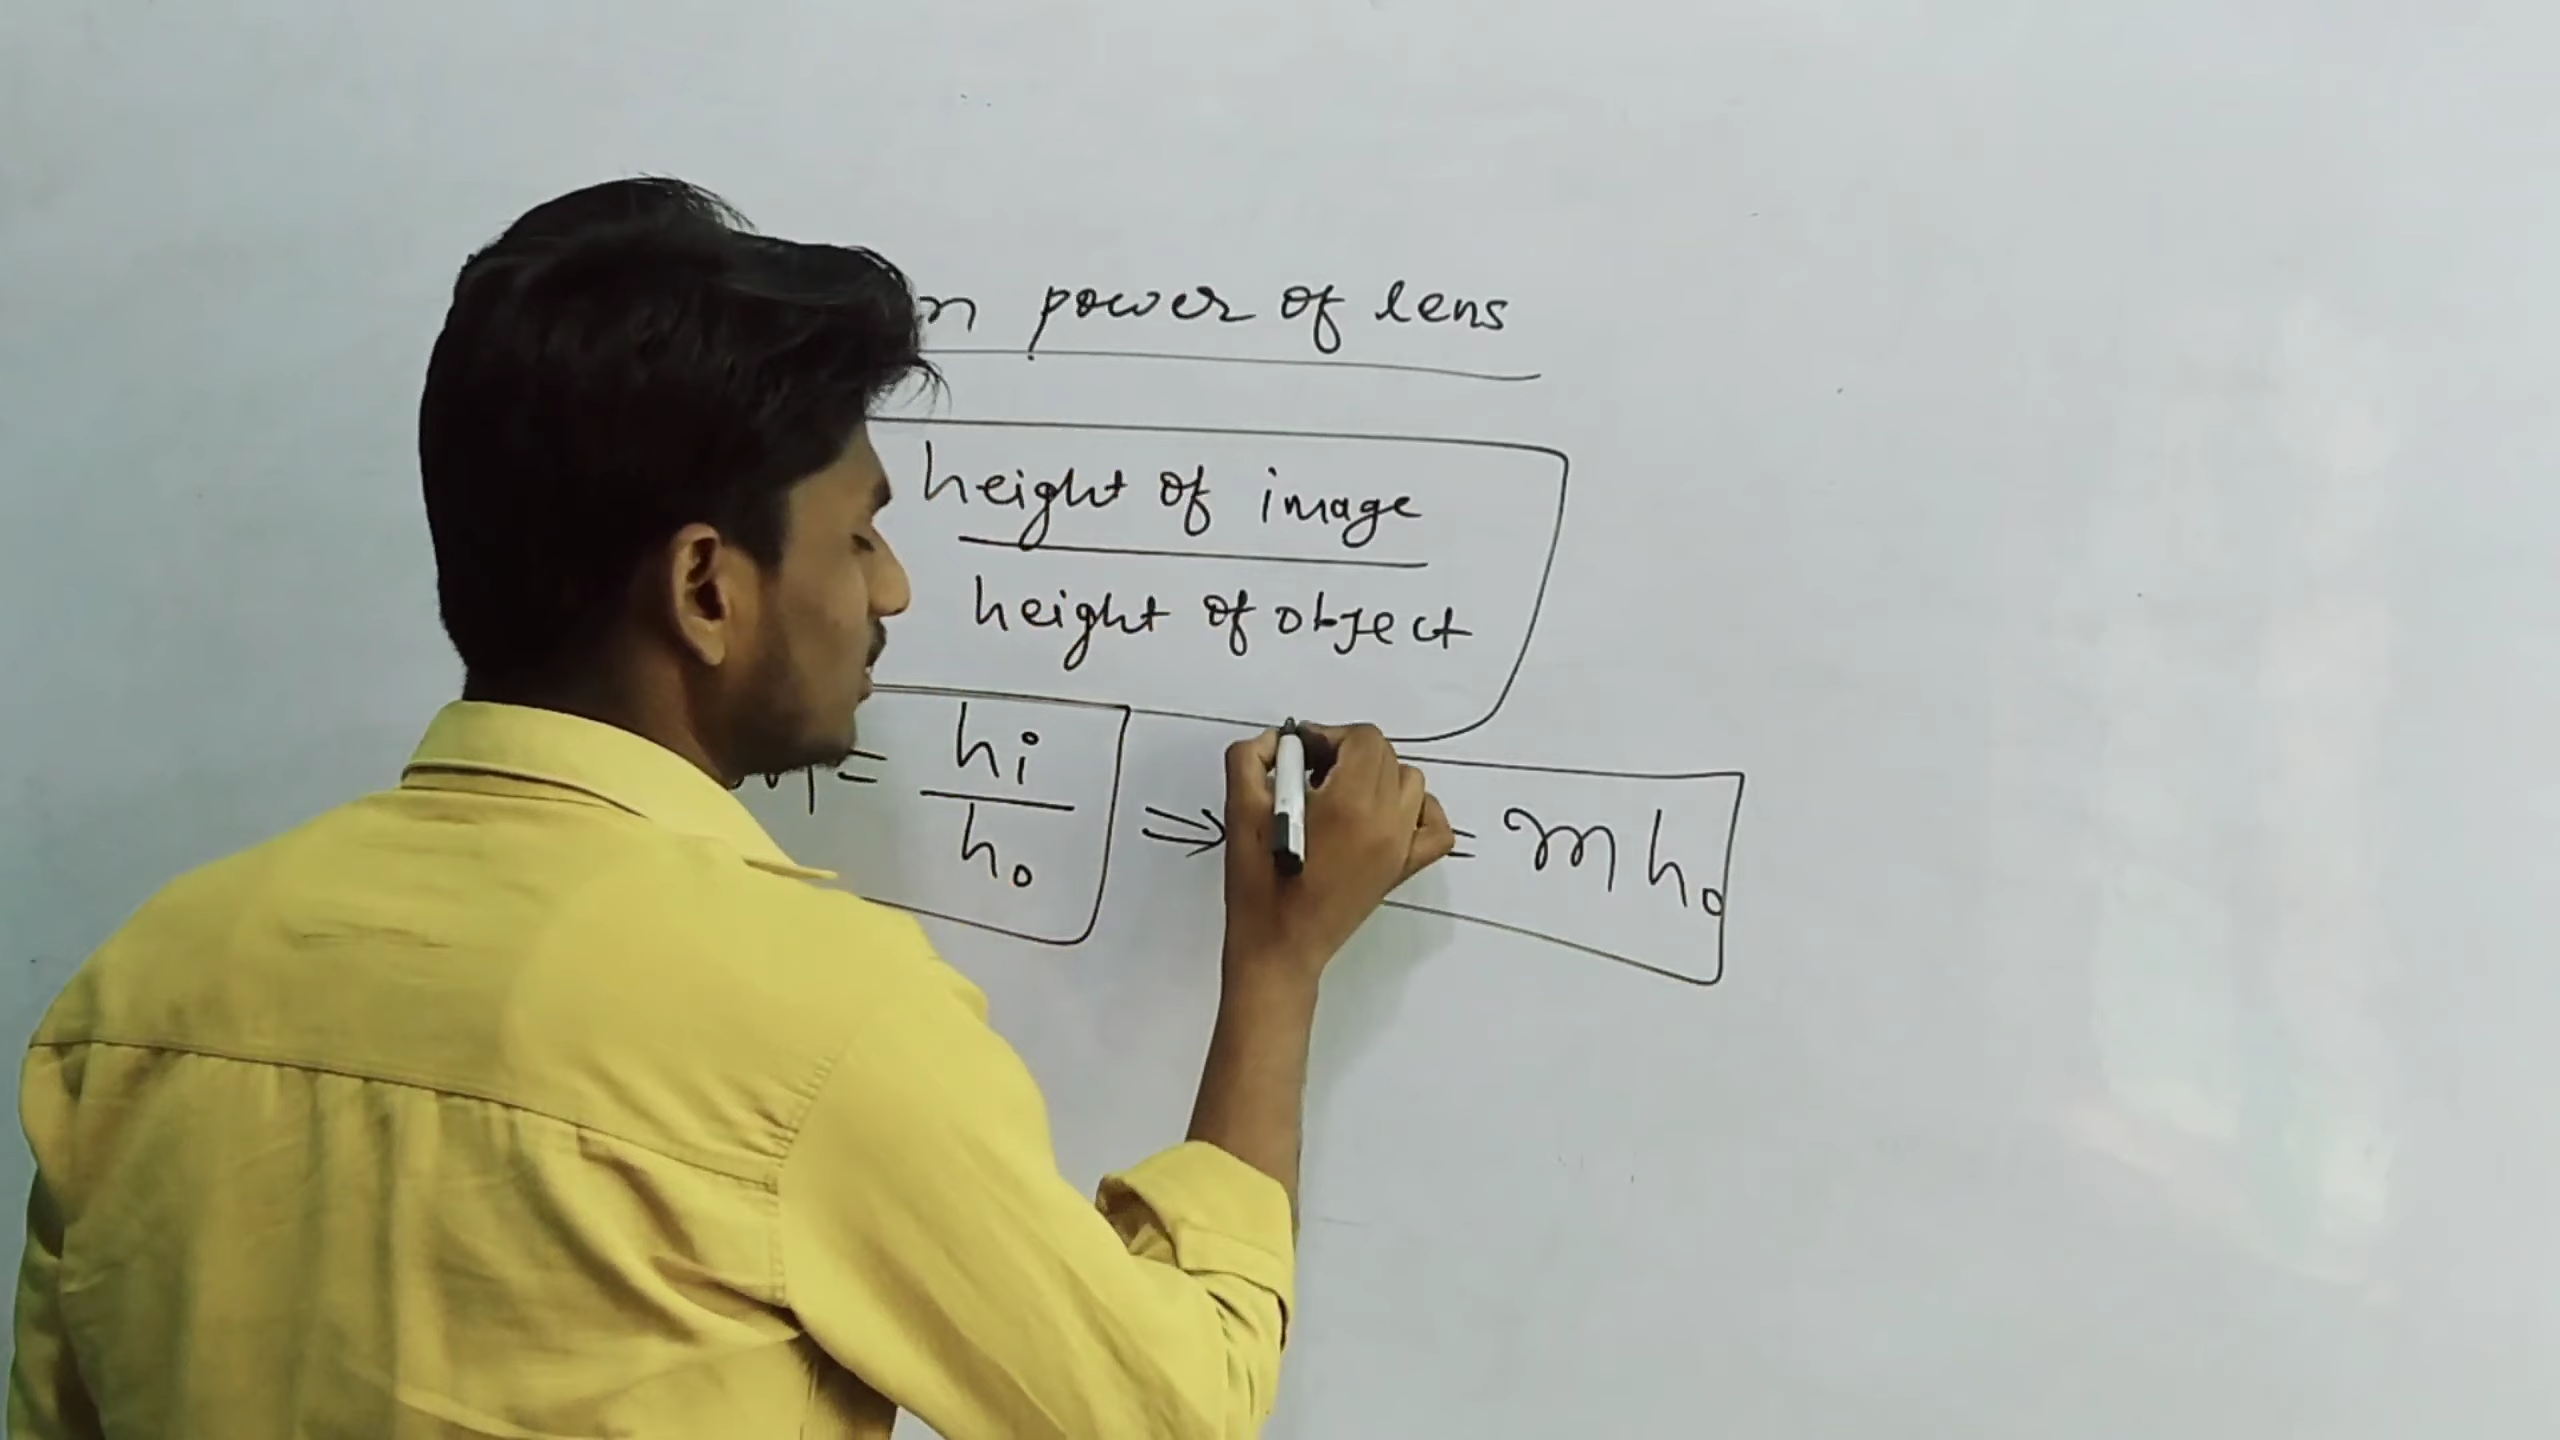 power of lens
height of image
height of object
m = hi/ho ⇒ = m ho